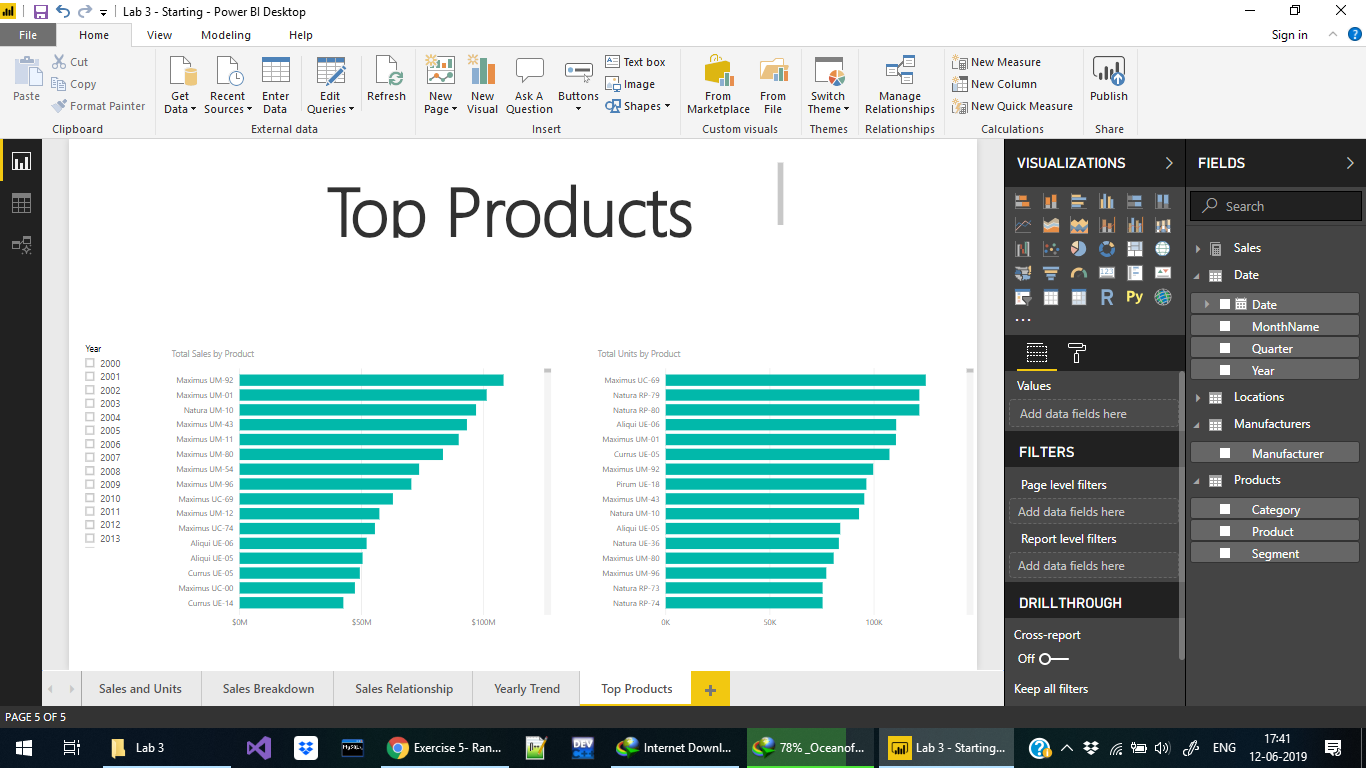 Lab 3 - Starting - Power BI Desktop
File Home View Modeling Help Sign in
Paste
Cut
Copy
Format Painter
Clipboard
Get Data
Recent Sources
Enter Data
Edit Queries
Refresh
External data
New Page
New Visual
Ask A Question
Buttons
Text box
Image
Shapes
Insert
From Marketplace
From File
Custom visuals
Switch Theme
Themes
Manage Relationships
Relationships
New Measure
New Column
New Quick Measure
Calculations
Publish
Share
Top Products
Year
2000
2001
2002
2003
2004
2005
2006
2007
2008
2009
2010
2011
2012
2013
Total Sales by Product
Maximus UM-92
Maximus UM-01
Natura UM-10
Maximus UM-43
Maximus UM-11
Maximus UM-80
Maximus UM-54
Maximus UM-96
Maximus UC-69
Maximus UM-12
Maximus UC-74
Aliqui UE-06
Aliqui UE-05
Currus UE-05
Maximus UC-00
Currus UE-14
$0M $50M $100M
Total Units by Product
Maximus UC-69
Natura RP-79
Natura RP-80
Aliqui UE-06
Maximus UM-01
Currus UE-05
Maximus UM-92
Pirum UE-18
Maximus UM-43
Natura UM-10
Aliqui UE-05
Natura UE-36
Maximus UM-80
Maximus UM-96
Natura RP-73
Natura RP-74
0K 50K 100K
VISUALIZATIONS
R Py
Values
Add data fields here
FILTERS
Page level filters
Add data fields here
Report level filters
Add data fields here
DRILLTHROUGH
Cross-report
Off
Keep all filters
FIELDS
Search
Sales
Date
Date
MonthName
Quarter
Year
Locations
Manufacturers
Manufacturer
Products
Category
Product
Segment
Sales and Units Sales Breakdown Sales Relationship Yearly Trend Top Products
PAGE 5 OF 5
Lab 3
MySQL
Exercise 5- Ran...
DEV
Internet Downl...
78% _Oceanof...
Lab 3 - Starting...
ENG
17:41
12-06-2019